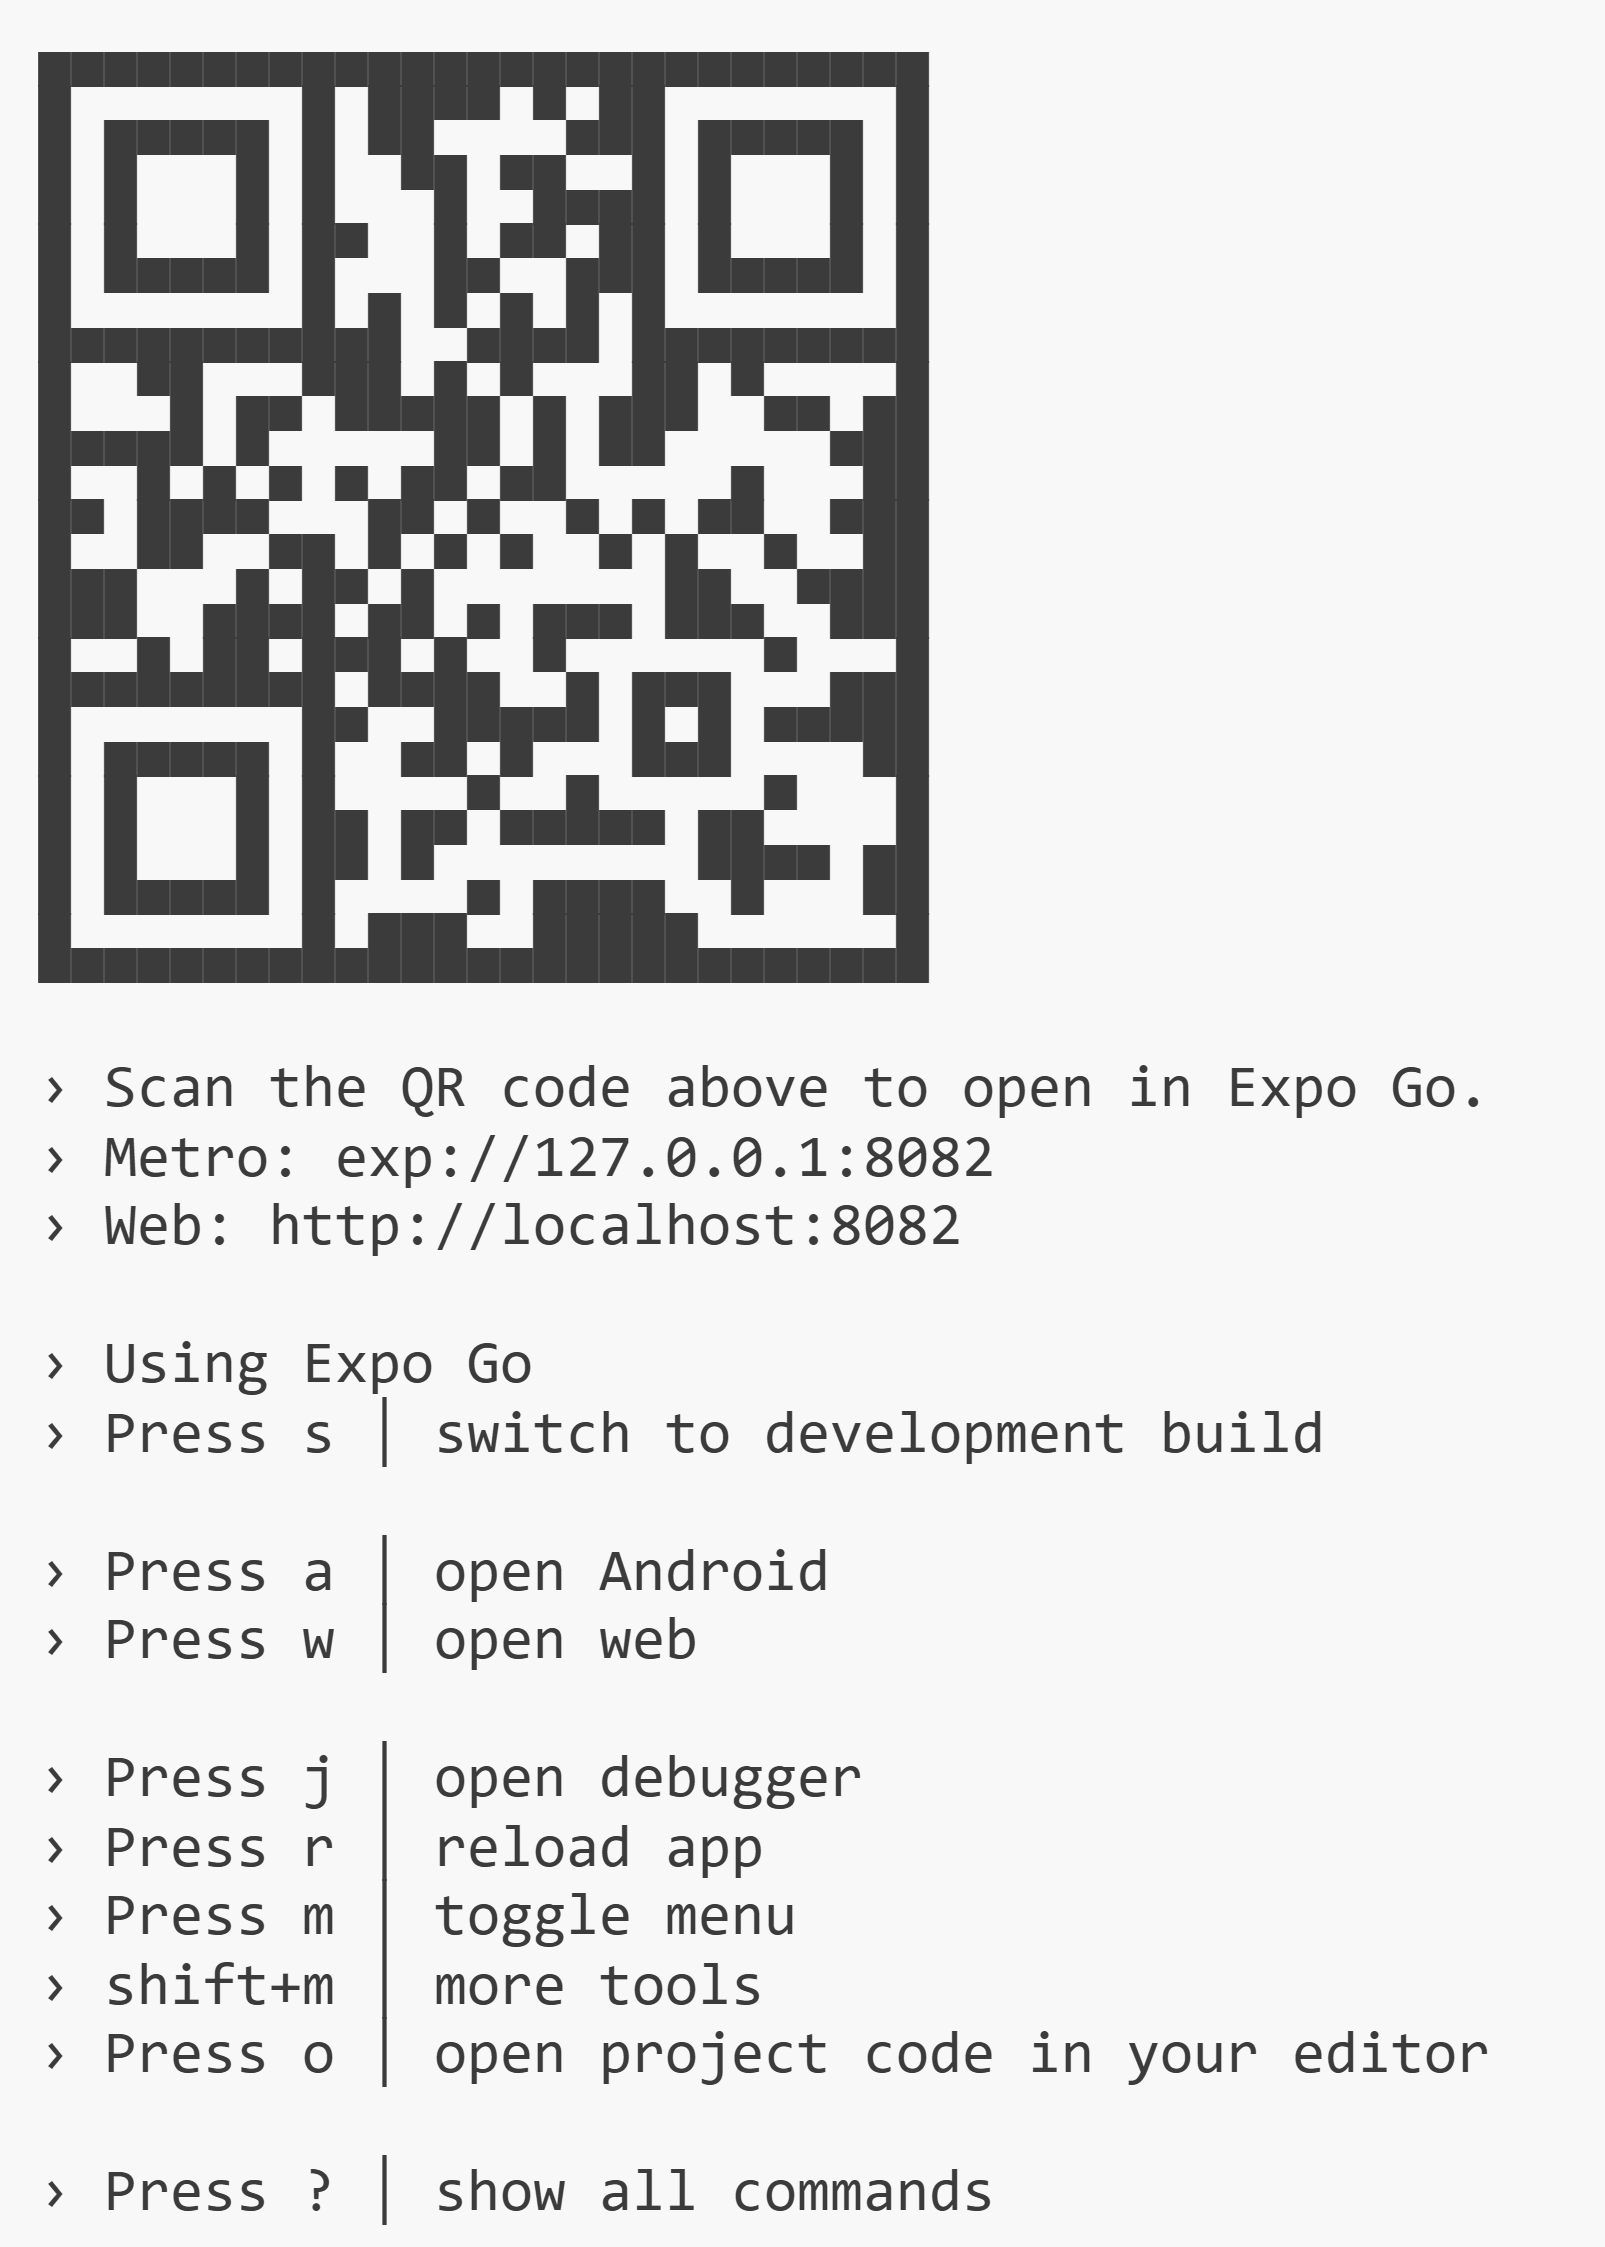 › Scan the QR code above to open in Expo Go.
› Metro: exp://127.0.0.1:8082
› Web: http://localhost:8082
› Using Expo Go
› Press s │ switch to development build
› Press a │ open Android
› Press w │ open web
› Press j │ open debugger
› Press r │ reload app
› Press m │ toggle menu
› shift+m │ more tools
› Press o │ open project code in your editor
› Press ? │ show all commands